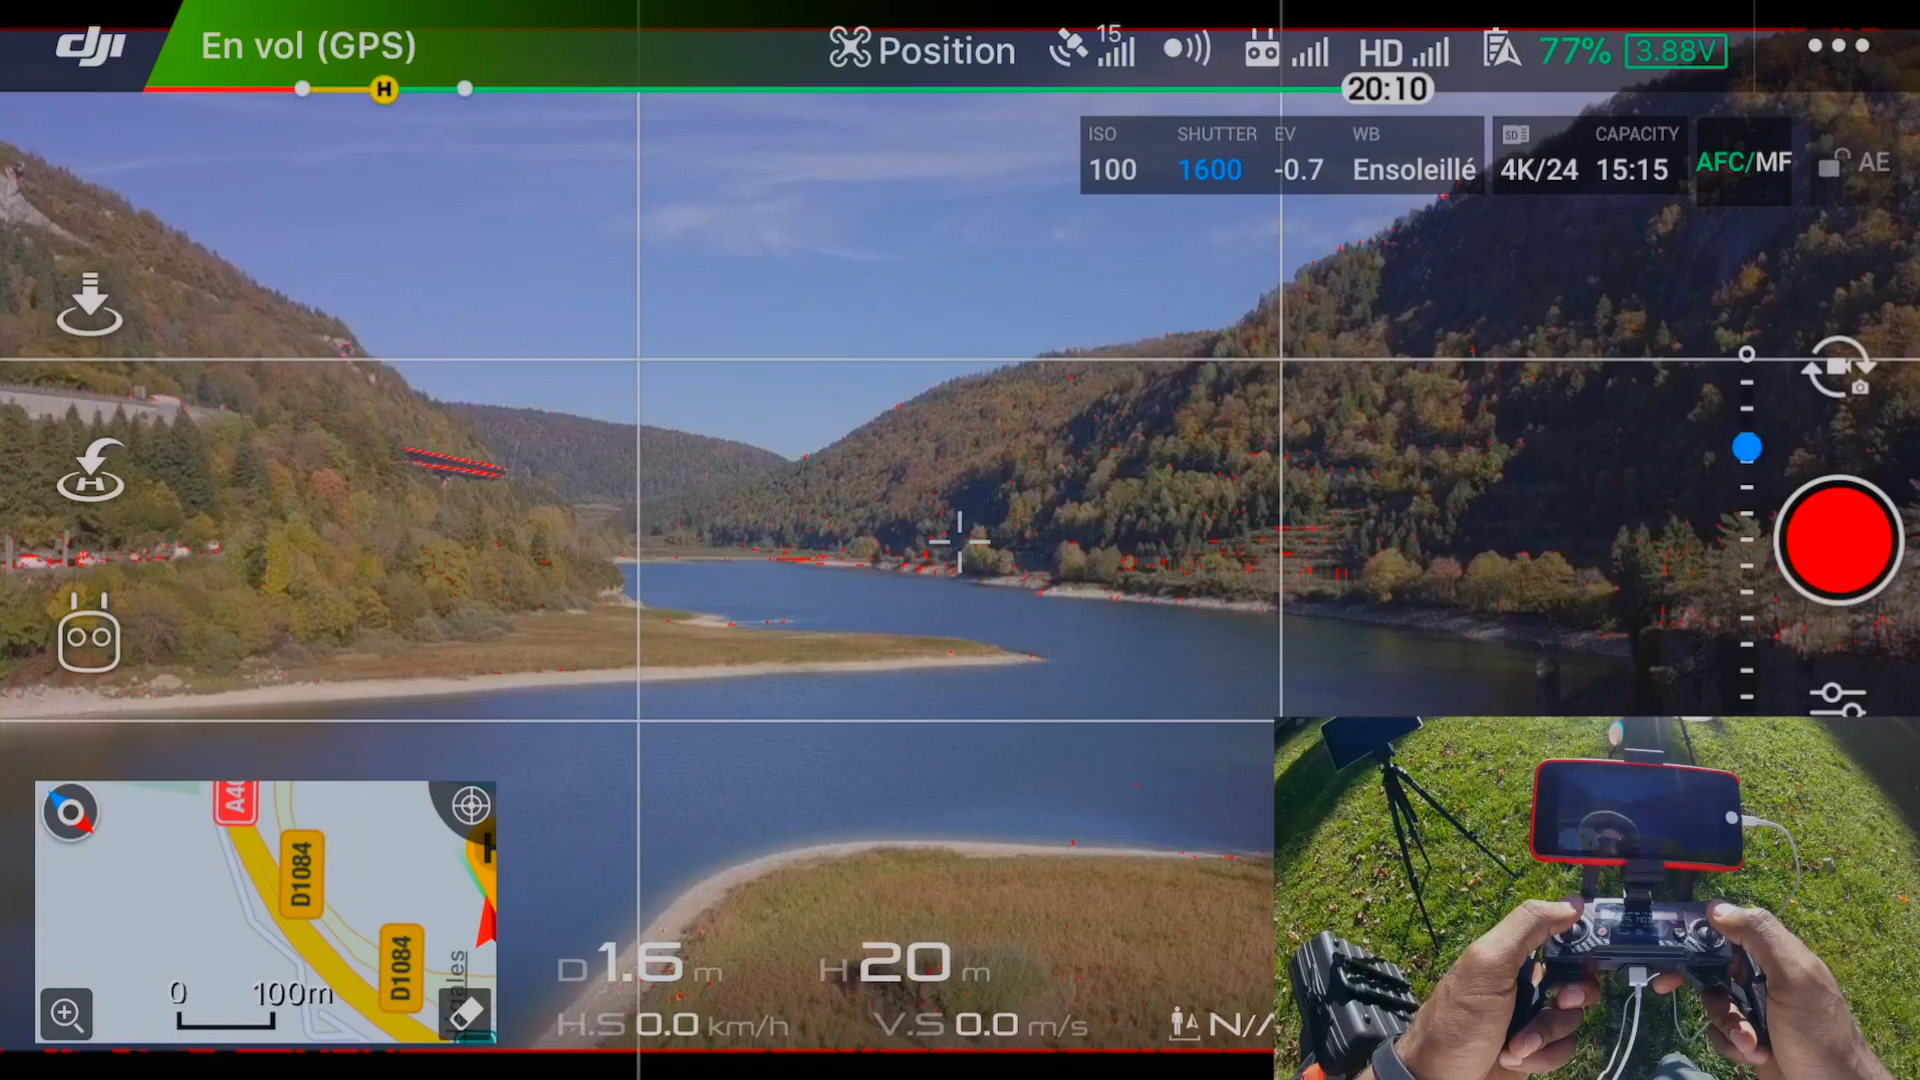 dji En vol (GPS) Position 15 HD 77% 3.88V
H 20:10
ISO SHUTTER EV WB SD CAPACITY
100 1600 -0.7 Ensoleillé 4K/24 15:15 AFC/MF AE
H
A40
D1084
D1084
0 100m
D 1.6 m H 20 m
H.S 0.0 km/h V.S 0.0 m/s N/A